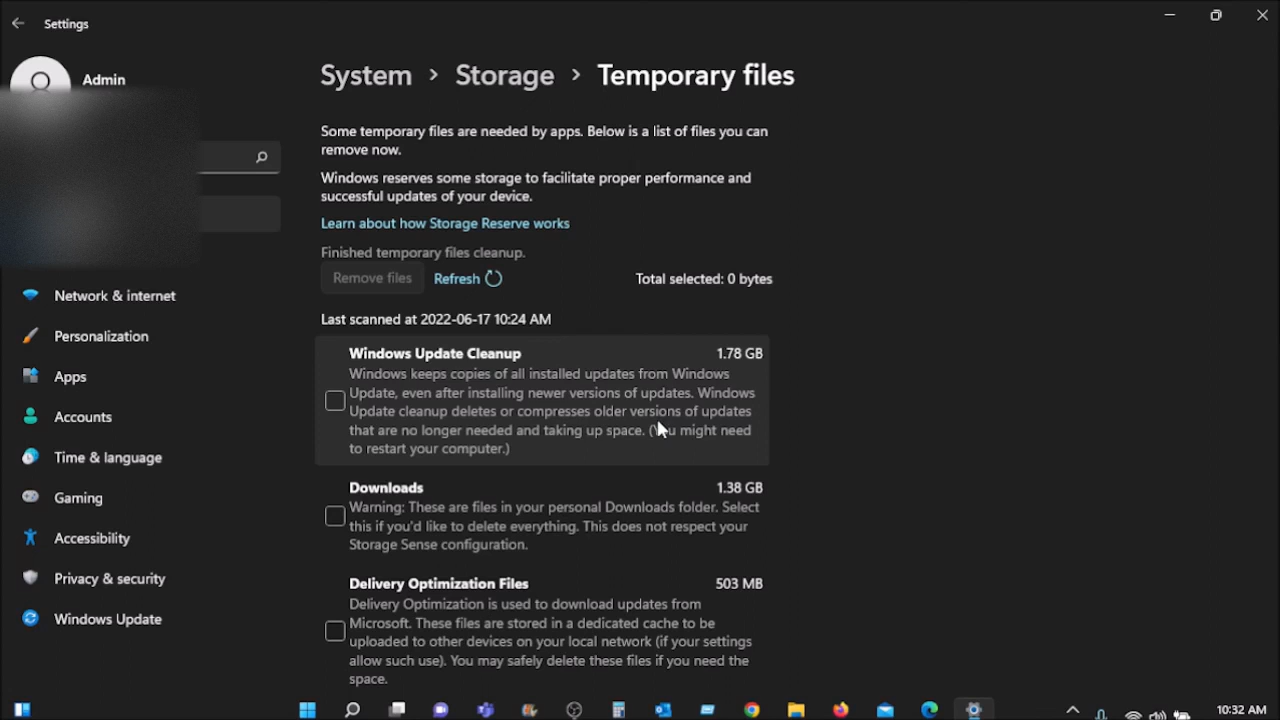 Settings
Admin
System > Storage > Temporary files
Some temporary files are needed by apps. Below is a list of files you can
remove now.
Windows reserves some storage to facilitate proper performance and
successful updates of your device.
Learn about how Storage Reserve works
Finished temporary files cleanup.
Remove files Refresh Total selected: 0 bytes
Last scanned at 2022-06-17 10:24 AM
Windows Update Cleanup 1.78 GB
Windows keeps copies of all installed updates from Windows
Update, even after installing newer versions of updates. Windows
Update cleanup deletes or compresses older versions of updates
that are no longer needed and taking up space. (You might need
to restart your computer.)
Downloads 1.38 GB
Warning: These are files in your personal Downloads folder. Select
this if you'd like to delete everything. This does not respect your
Storage Sense configuration.
Delivery Optimization Files 503 MB
Delivery Optimization is used to download updates from
Microsoft. These files are stored in a dedicated cache to be
uploaded to other devices on your local network (if your settings
allow such use). You may safely delete these files if you need the
space.
Network & internet
Personalization
Apps
Accounts
Time & language
Gaming
Accessibility
Privacy & security
Windows Update
10:32 AM